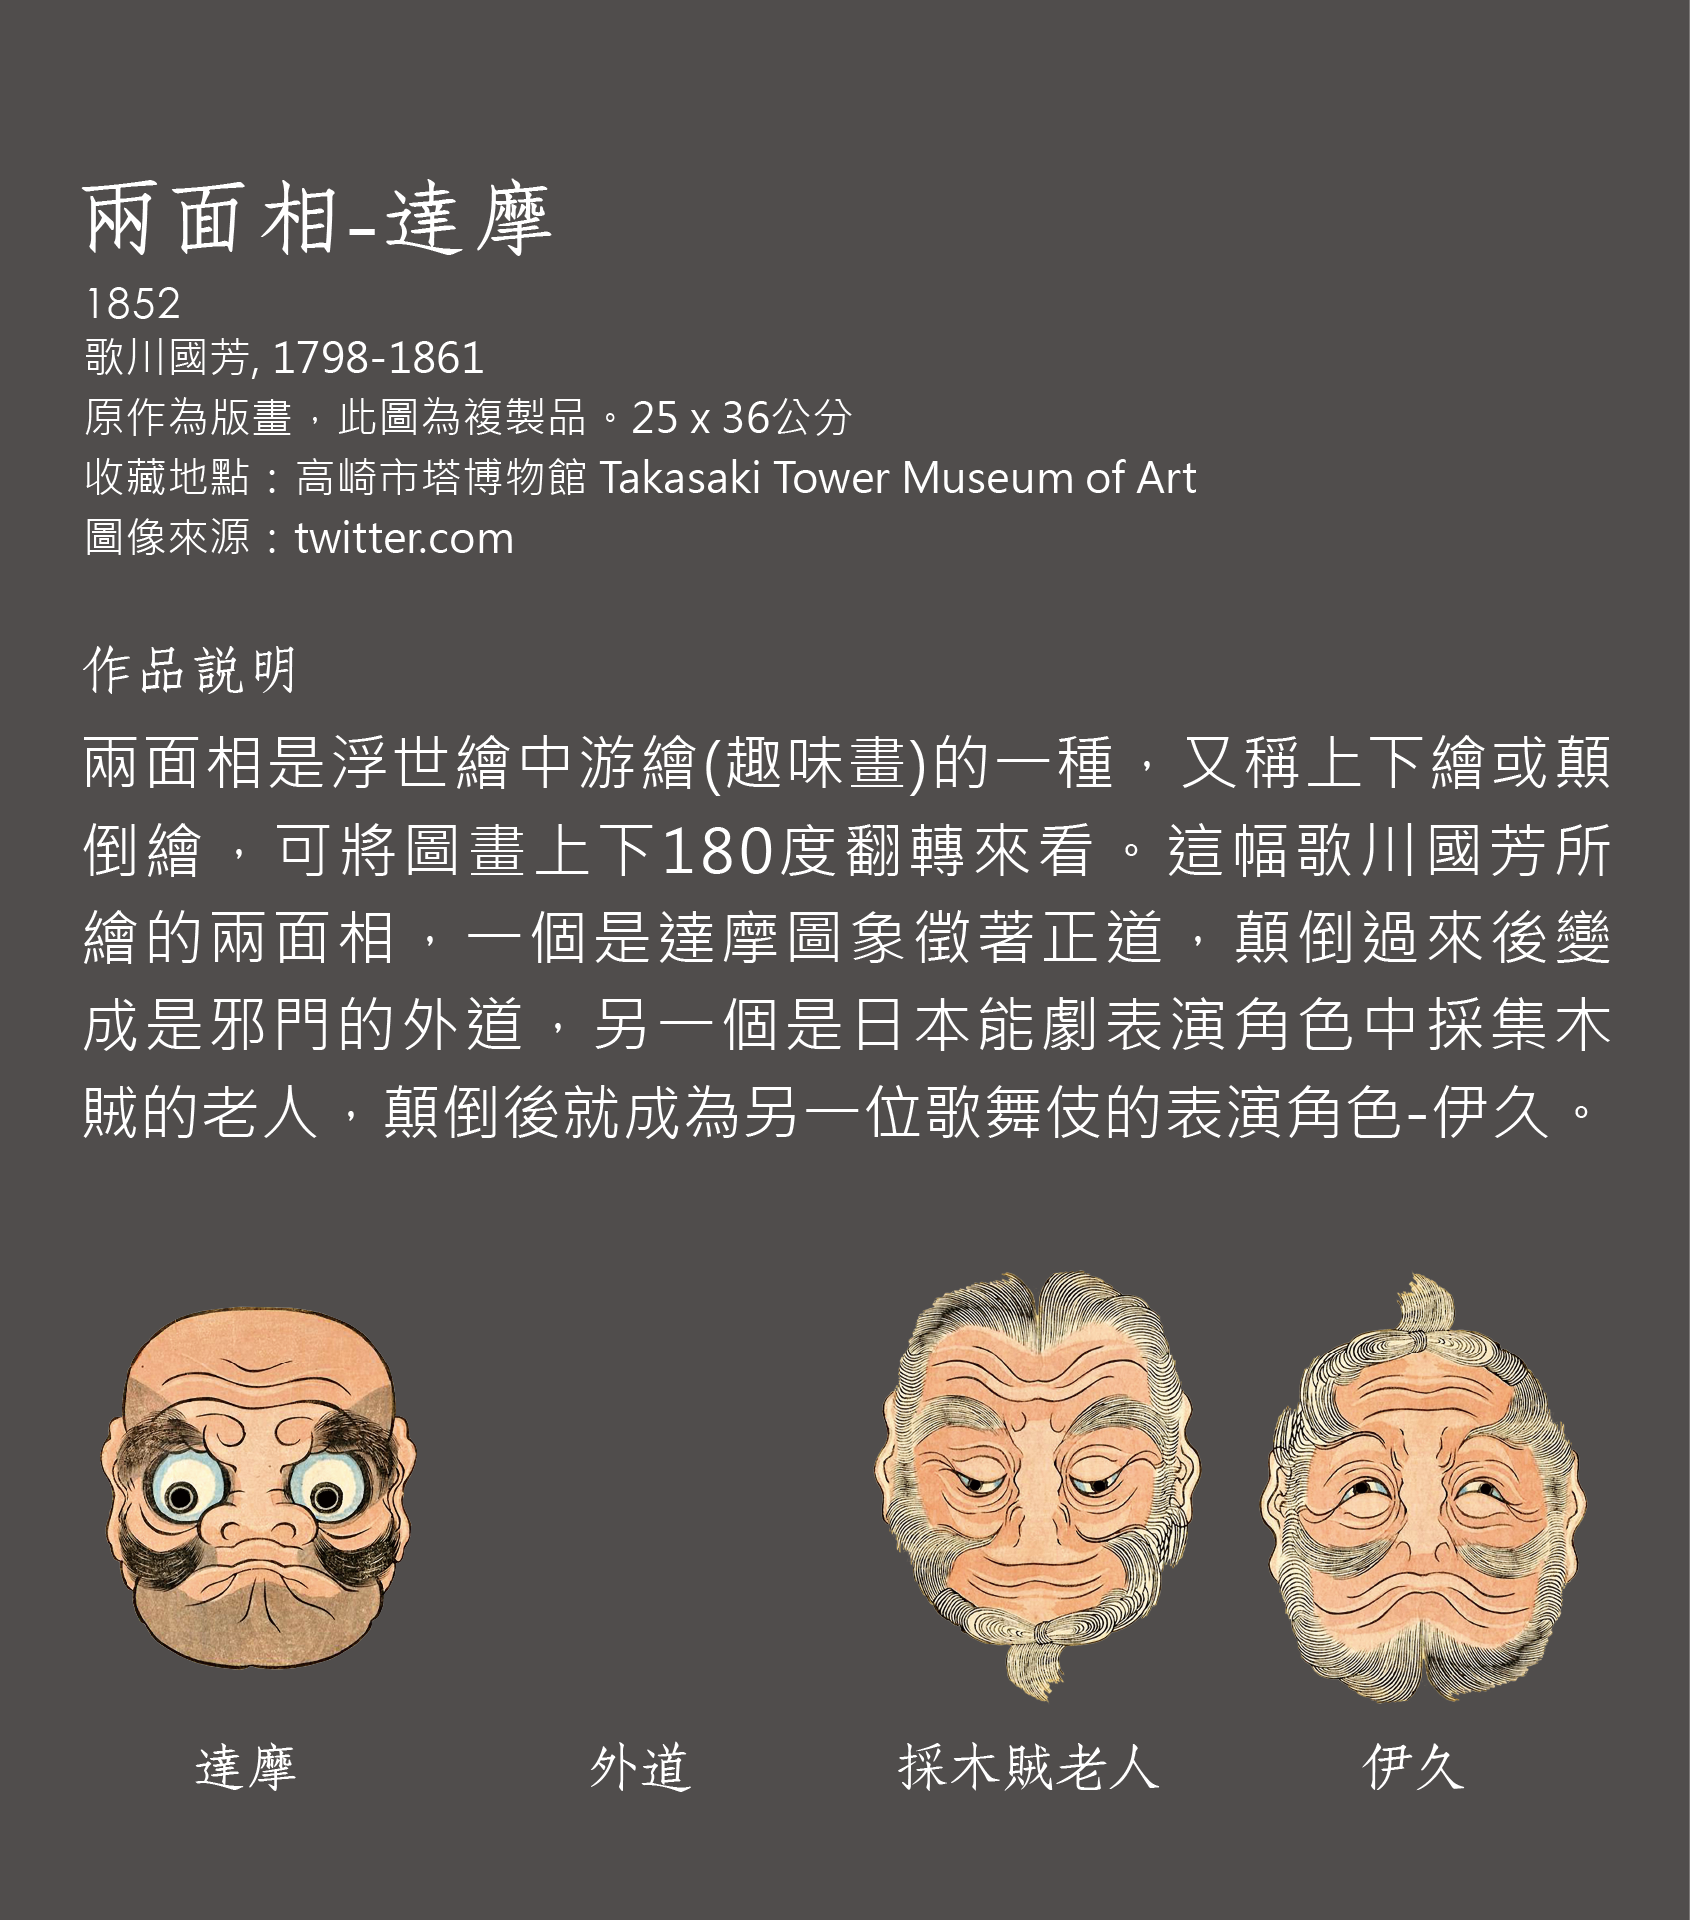 兩面相-達摩
1852
歌川國芳, 1798-1861
原作為版畫，此圖為複製品。25 x 36公分
收藏地點：高崎市塔博物館 Takasaki Tower Museum of Art
圖像來源：twitter.com
作品説明
兩面相是浮世繪中游繪(趣味畫)的一種，又稱上下繪或顛
倒繪，可將圖畫上下180度翻轉來看。這幅歌川國芳所
繪的兩面相，一個是達摩圖象徵著正道，顛倒過來後變
成是邪門的外道，另一個是日本能劇表演角色中採集木
賊的老人，顛倒後就成為另一位歌舞伎的表演角色-伊久。
達摩
外道
採木賊老人
伊久